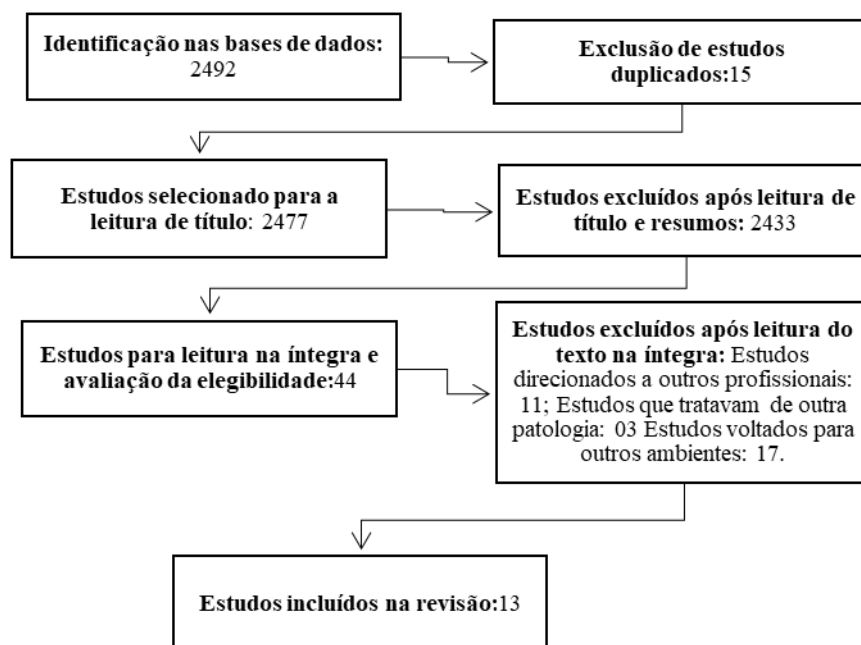 Identificação nas bases de dados:
2492
Exclusão de estudos
duplicados:15
Estudos selecionado para a
leitura de título: 2477
Estudos excluídos após leitura de
título e resumos: 2433
Estudos para leitura na íntegra e
avaliação da elegibilidade:44
Estudos excluídos após leitura do
texto na íntegra: Estudos
direcionados a outros profissionais:
11; Estudos que tratavam de outra
patologia: 03 Estudos voltados para
outros ambientes: 17.
Estudos incluídos na revisão:13